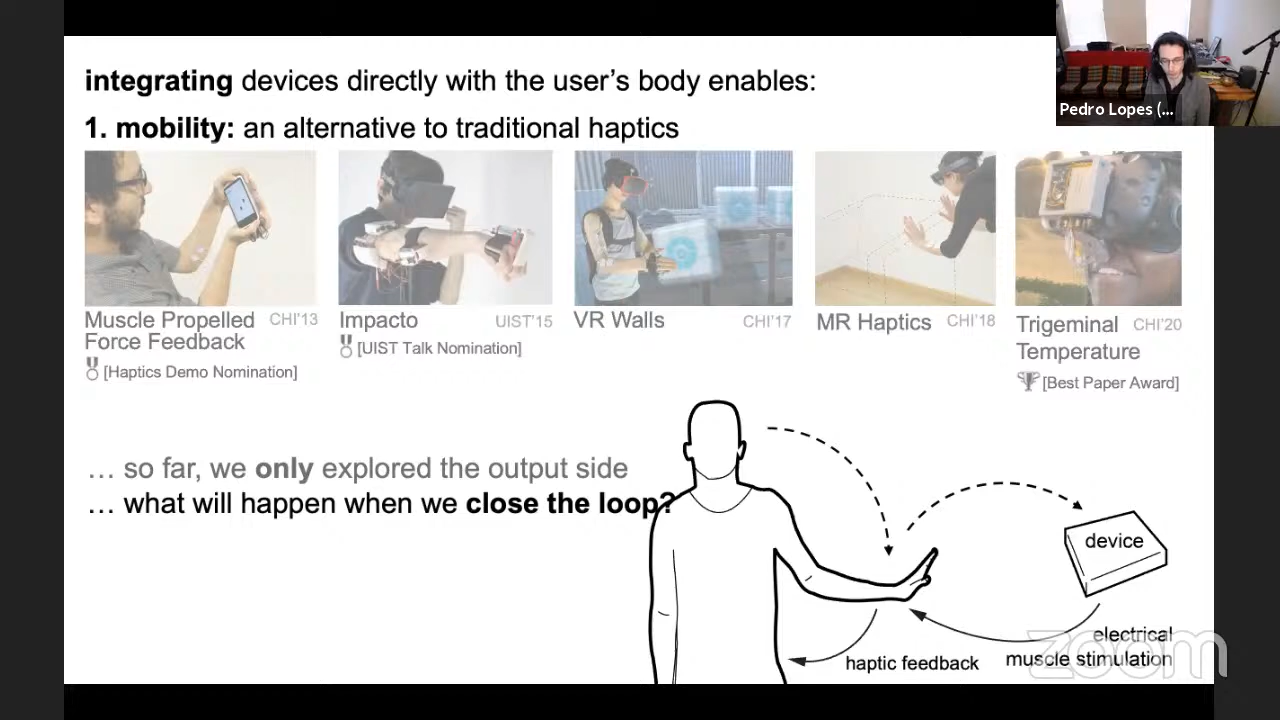 integrating devices directly with the user's body enables:
1. mobility: an alternative to traditional haptics
Pedro Lopes (...
Muscle Propelled
Force Feedback
CHI'13
[Haptics Demo Nomination]
Impacto
UIST'15
[UIST Talk Nomination]
VR Walls
CHI'17
MR Haptics
CHI'18
Trigeminal
Temperature
CHI'20
[Best Paper Award]
... so far, we only explored the output side
... what will happen when we close the loop?
device
electrical
muscle stimulation
haptic feedback
zoom